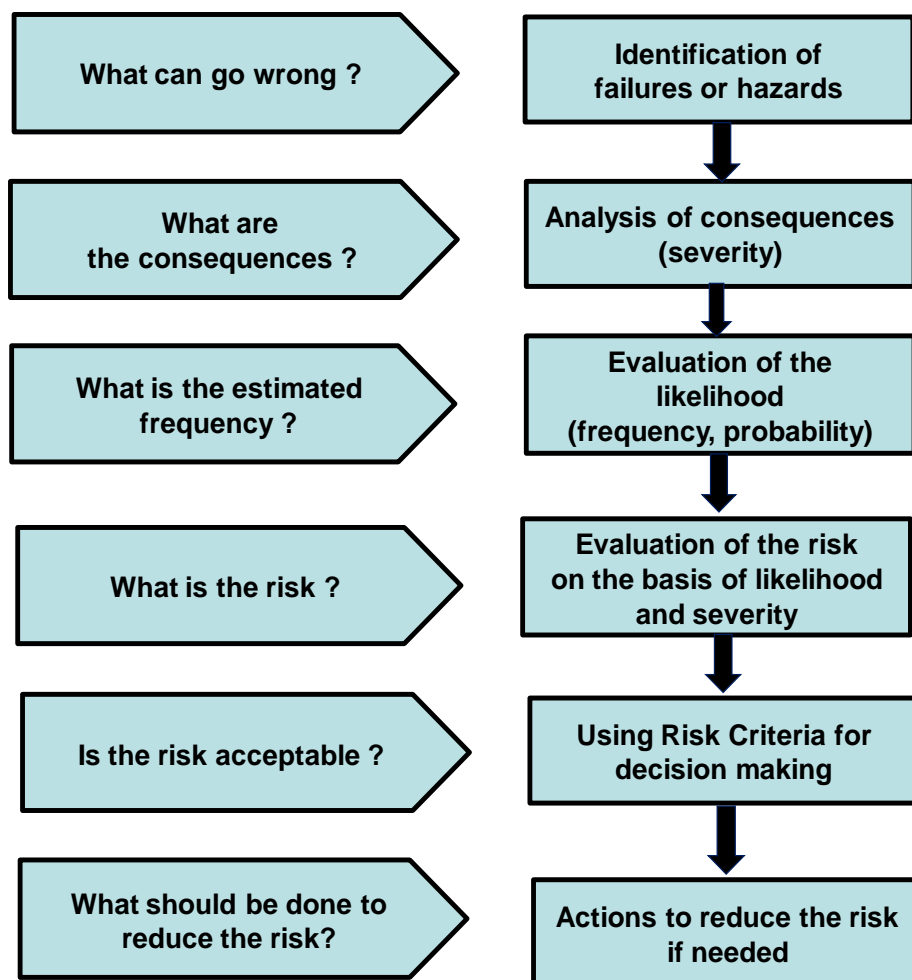 What can go wrong ?
Identification of
failures or hazards
What are
the consequences ?
Analysis of consequences
(severity)
What is the estimated
frequency ?
Evaluation of the
likelihood
(frequency, probability)
What is the risk ?
Evaluation of the risk
on the basis of likelihood
and severity
Is the risk acceptable ?
Using Risk Criteria for
decision making
What should be done to
reduce the risk?
Actions to reduce the risk
if needed